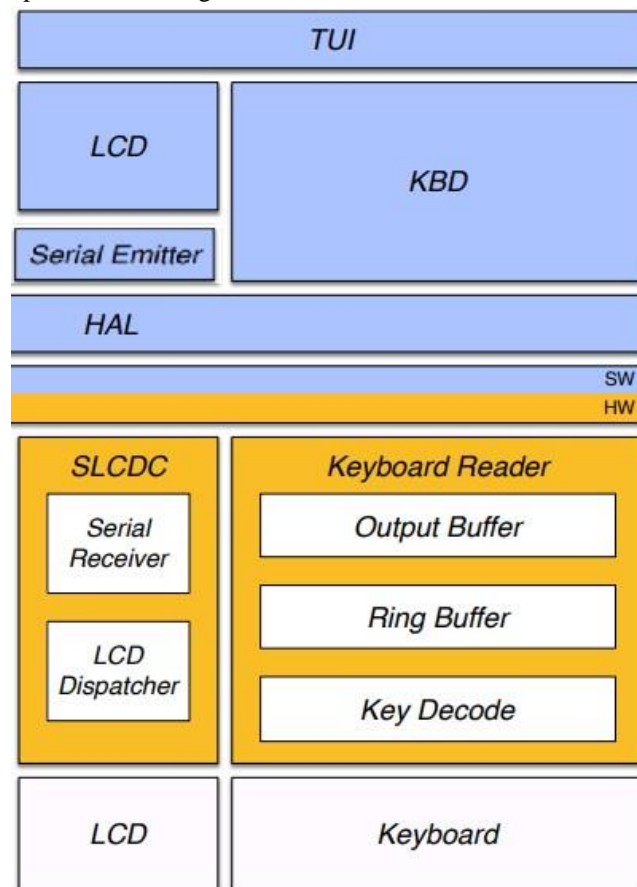 TUI
LCD
KBD
Serial Emitter
HAL
SW
HW
SLCDC
Keyboard Reader
Serial
Receiver
Output Buffer
Ring Buffer
LCD
Dispatcher
Key Decode
LCD
Keyboard